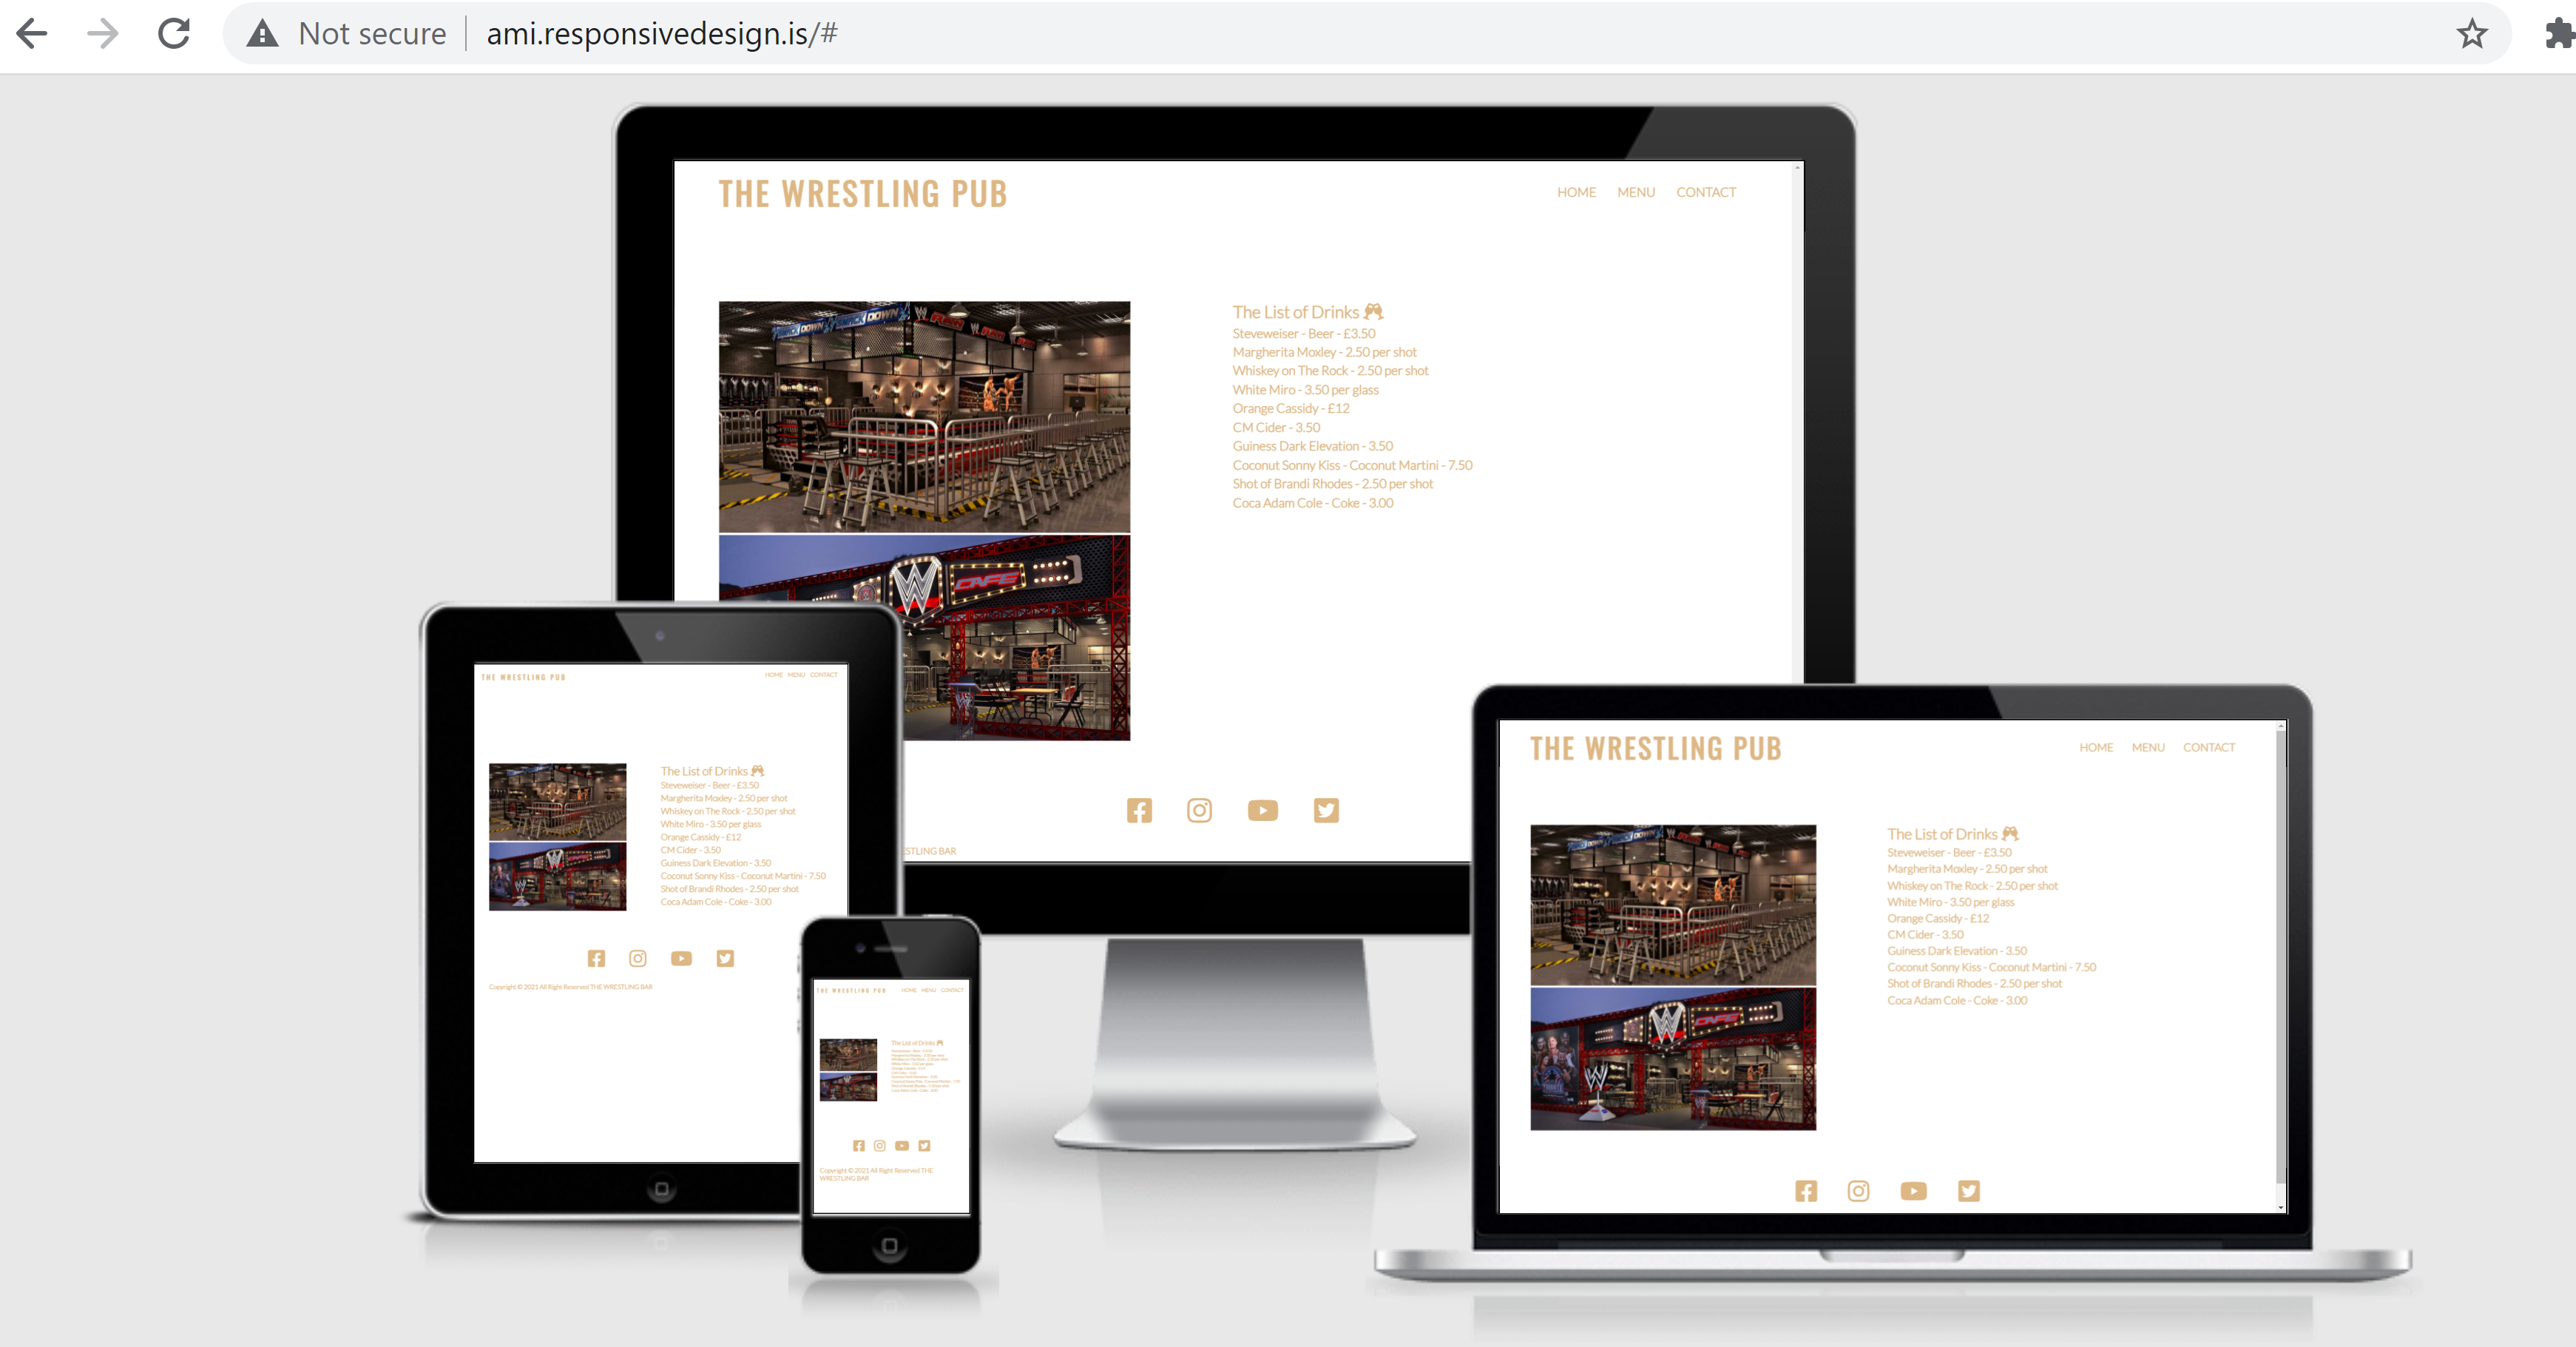 Not secure
ami.responsivedesign.is/#
THE WRESTLING PUB
HOME MENU CONTACT
The List of Drinks
Steveweiser - Beer - £3.50
Margherita Moxley - 2.50 per shot
Whiskey on The Rock - 2.50 per shot
White Miro - 3.50 per glass
Orange Cassidy - £12
CM Cider - 3.50
Guiness Dark Elevation - 3.50
Coconut Sonny Kiss - Coconut Martini - 7.50
Shot of Brandi Rhodes - 2.50 per shot
Coca Adam Cole - Coke - 3.00
STLING BAR
THE WRESTLING PUB
HOME MENU CONTACT
The List of Drinks
Steveweiser - Beer - £3.50
Margherita Moxley - 2.50 per shot
Whiskey on The Rock - 2.50 per shot
White Miro - 3.50 per glass
Orange Cassidy - £12
CM Cider - 3.50
Guiness Dark Elevation - 3.50
Coconut Sonny Kiss - Coconut Martini - 7.50
Shot of Brandi Rhodes - 2.50 per shot
Coca Adam Cole - Coke - 3.00
Copyright © 2021 All Right Reserved THE WRESTLING BAR
THE WRESTLING PUB
HOME MENU CONTACT
The List of Drinks
Copyright © 2021 All Right Reserved THE
WRESTLING BAR
THE WRESTLING PUB
HOME MENU CONTACT
The List of Drinks
Steveweiser - Beer - £3.50
Margherita Moxley - 2.50 per shot
Whiskey on The Rock - 2.50 per shot
White Miro - 3.50 per glass
Orange Cassidy - £12
CM Cider - 3.50
Guiness Dark Elevation - 3.50
Coconut Sonny Kiss - Coconut Martini - 7.50
Shot of Brandi Rhodes - 2.50 per shot
Coca Adam Cole - Coke - 3.00